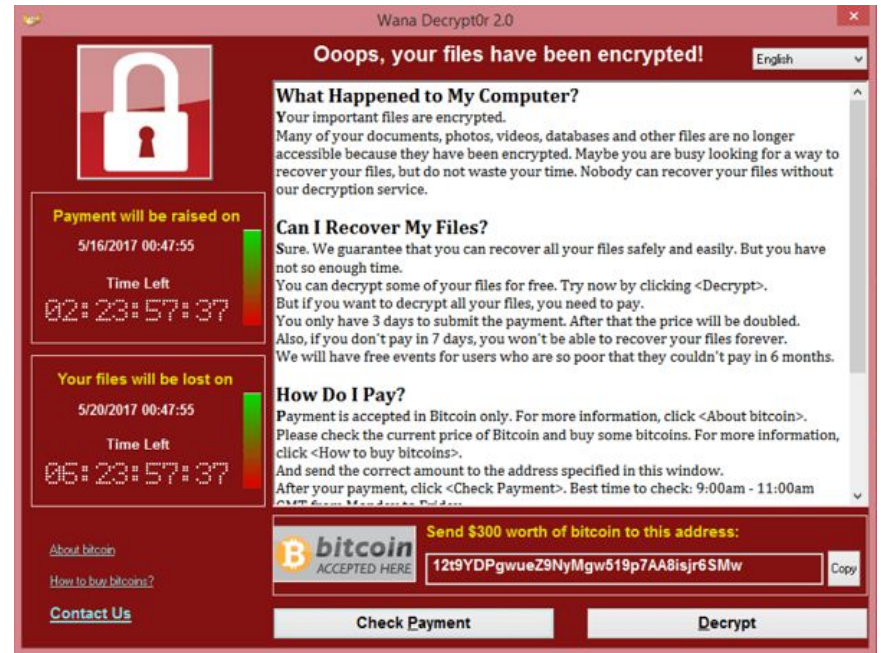 Wana Decrypt0r 2.0
Ooops, your files have been encrypted!
English
Payment will be raised on
5/16/2017 00:47:55
Time Left
02:23:57:37
Your files will be lost on
5/20/2017 00:47:55
Time Left
06:23:57:37
About bitcoin
How to buy bitcoins?
Contact Us
What Happened to My Computer?
Your important files are encrypted.
Many of your documents, photos, videos, databases and other files are no longer
accessible because they have been encrypted. Maybe you are busy looking for a way to
recover your files, but do not waste your time. Nobody can recover your files without
our decryption service.
Can I Recover My Files?
Sure. We guarantee that you can recover all your files safely and easily. But you have
not so enough time.
You can decrypt some of your files for free. Try now by clicking <Decrypt>.
But if you want to decrypt all your files, you need to pay.
You only have 3 days to submit the payment. After that the price will be doubled.
Also, if you don't pay in 7 days, you won't be able to recover your files forever.
We will have free events for users who are so poor that they couldn't pay in 6 months.
How Do I Pay?
Payment is accepted in Bitcoin only. For more information, click <About bitcoin>.
Please check the current price of Bitcoin and buy some bitcoins. For more information,
click <How to buy bitcoins>.
And send the correct amount to the address specified in this window.
After your payment, click <Check Payment>. Best time to check: 9:00am - 11:00am
GMT from Monday to Friday.
bitcoin
ACCEPTED HERE
Send $300 worth of bitcoin to this address:
12t9YDPgwueZ9NyMgw519p7AA8isjr6SMw
Copy
Check Payment
Decrypt